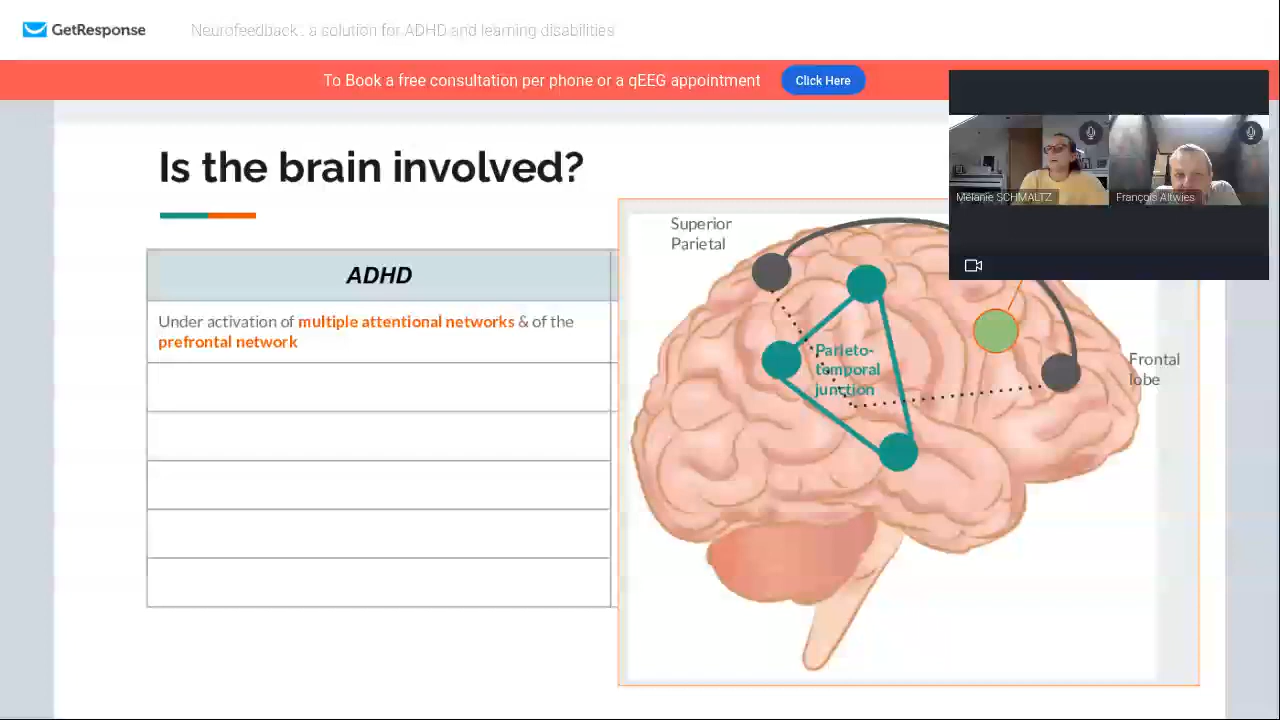 GetResponse
Neurofeedback : a solution for ADHD and learning disabilities
To Book a free consultation per phone or a qEEG appointment
Click Here
Is the brain involved?
Mélanie SCHMALTZ
François Altwies
Superior
Parietal
ADHD
Under activation of multiple attentional networks & of the
prefrontal network
Parieto-
temporal
junction
Frontal
lobe